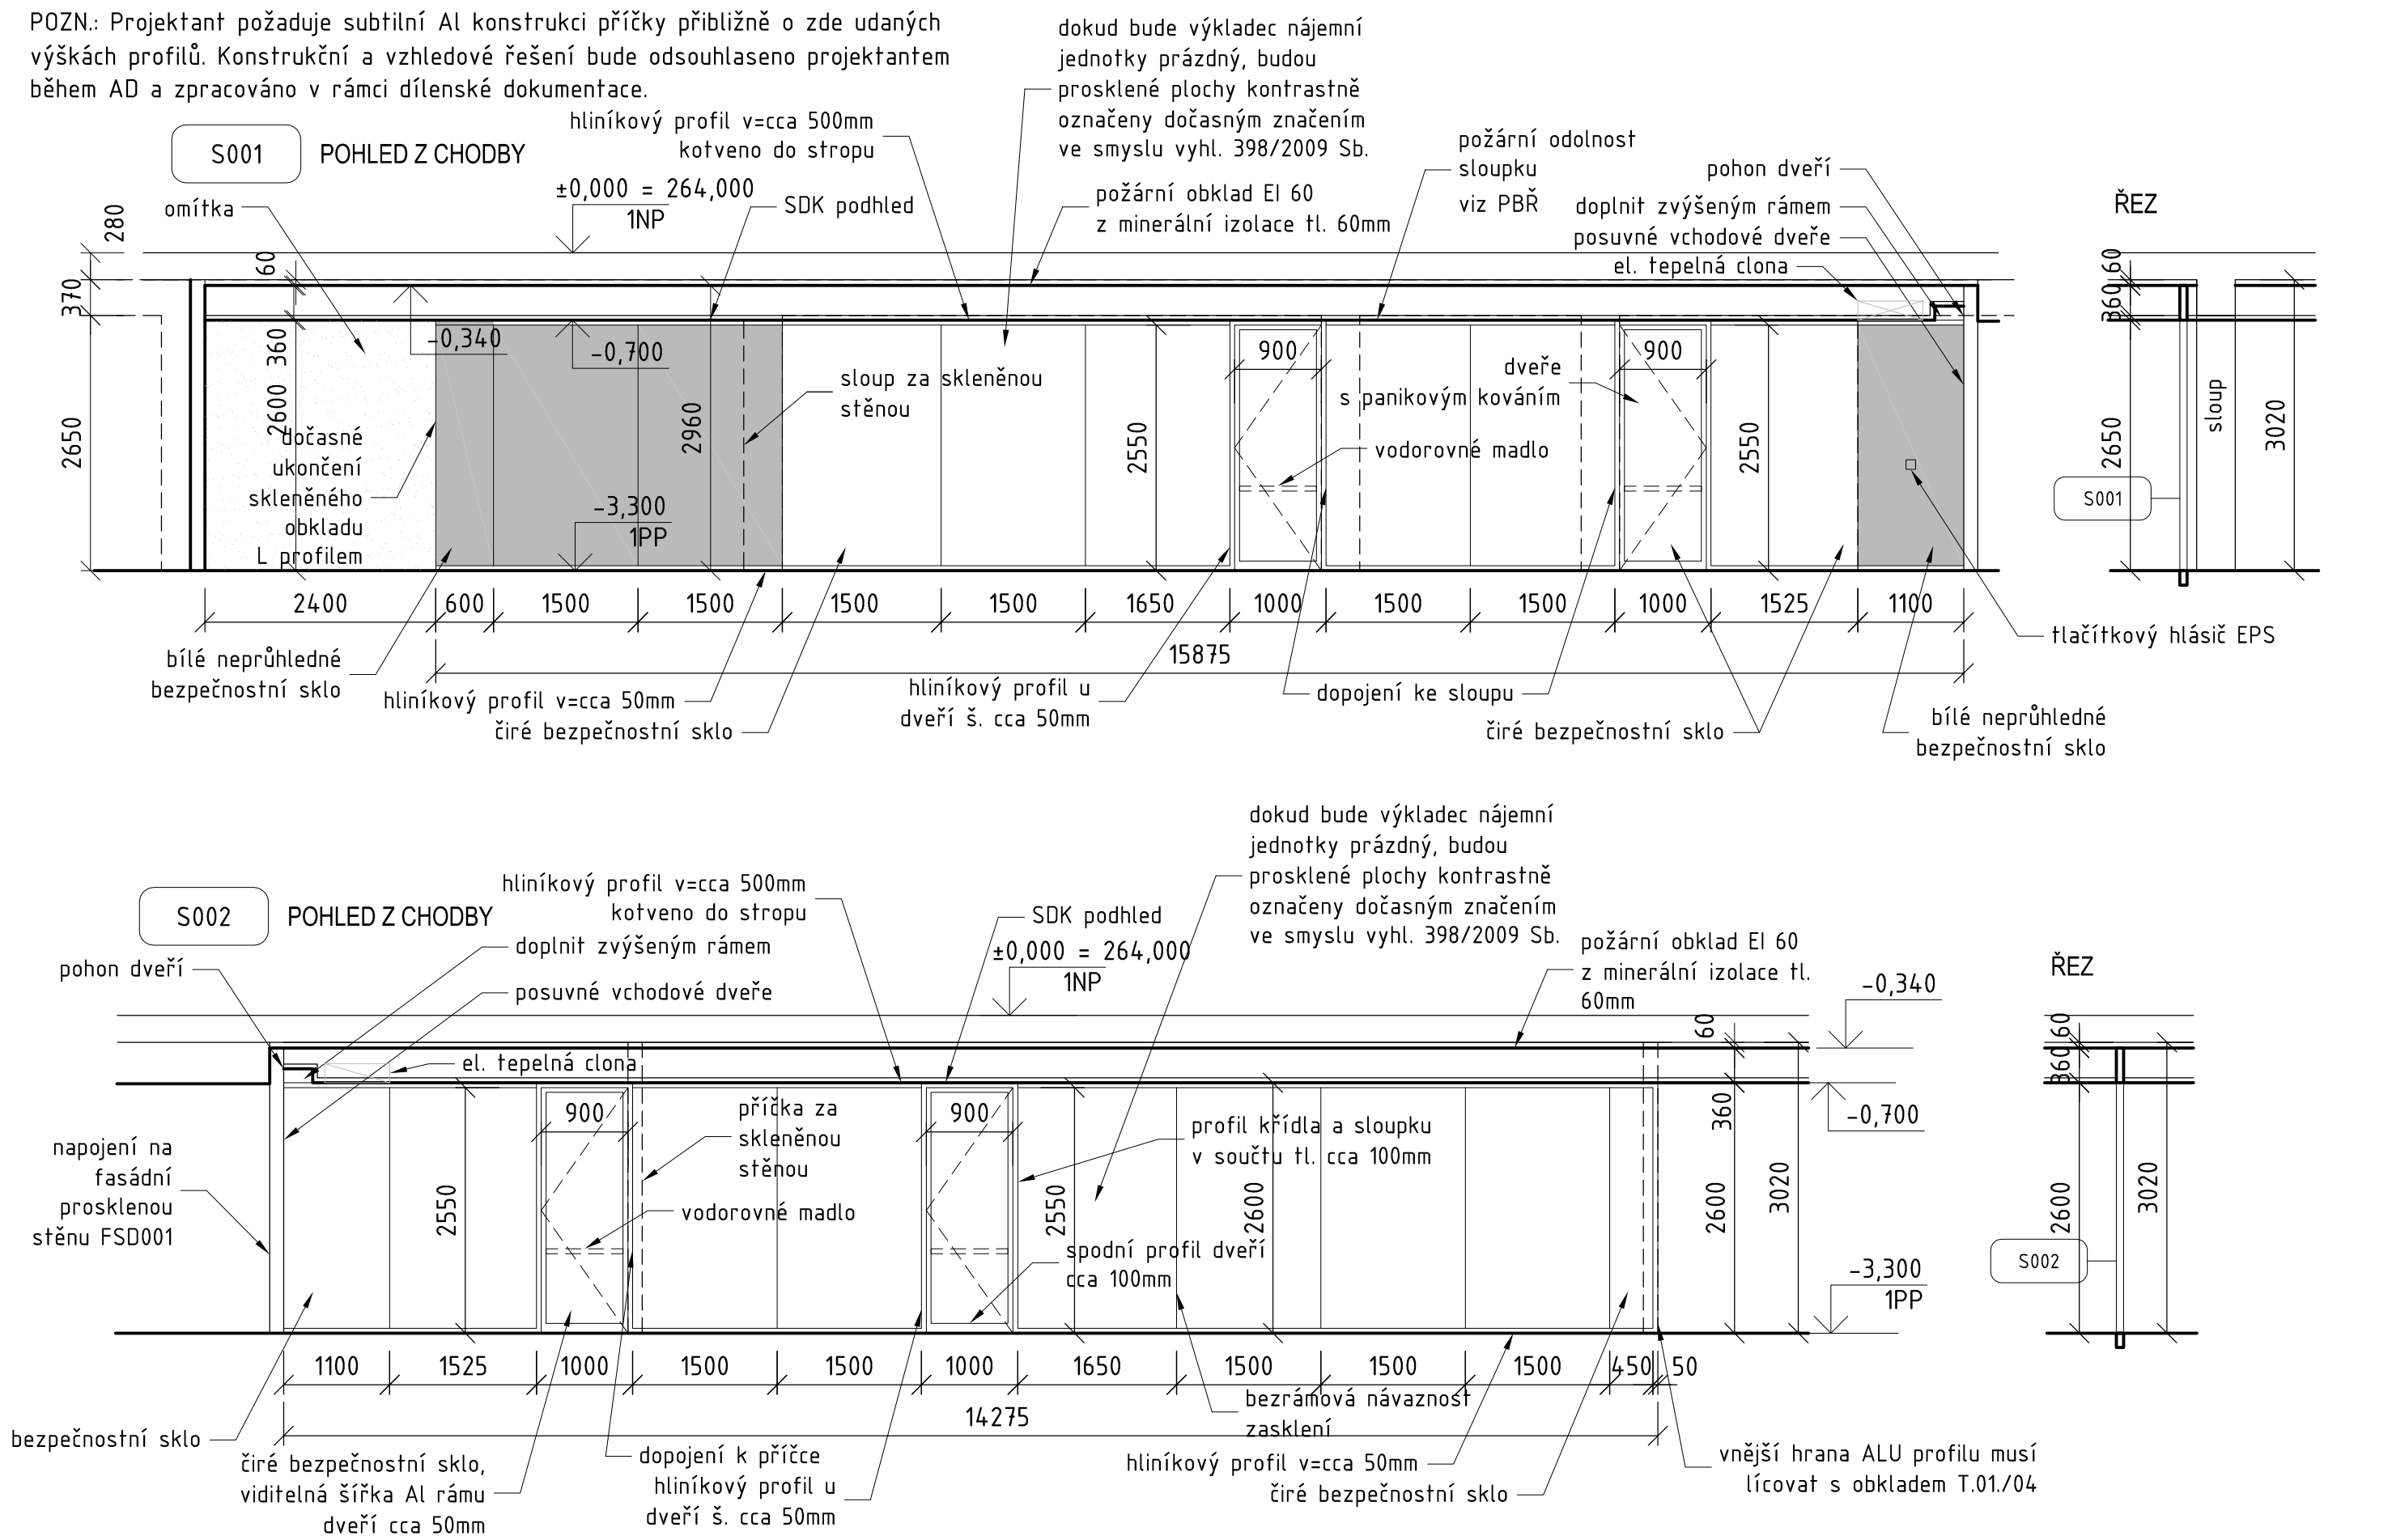 POZN.: Projektant požaduje subtilní Al konstrukci příčky přibližně o zde udaných
výškách profilů. Konstrukční a vzhledové řešení bude odsouhlaseno projektantem
během AD a zpracováno v rámci dílenské dokumentace.
S001
POHLED Z CHODBY
hliníkový profil v=cca 500mm
kotveno do stropu
dokud bude výkladec nájemní
jednotky prázdný, budou
prosklené plochy kontrastně
označeny dočasným značením
ve smyslu vyhl. 398/2009 Sb.
požární odolnost
sloupku
viz PBŘ
pohon dveří
doplnit zvýšeným rámem
posuvné vchodové dveře
el. tepelná clona
ŘEZ
omítka
±0,000 = 264,000
1NP
SDK podhled
požární obklad EI 60
z minerální izolace tl. 60mm
280
370
2650
60
360
2600
-0,340
-0,700
2960
sloup za skleněnou
stěnou
2550
900
dveře
s panikovým kováním
vodorovné madlo
900
2550
dočasné
ukončení
skleněného
obkladu
L profilem
-3,300
1PP
60
360
2650
sloup
3020
S001
2400
600
1500
1500
1500
1500
1650
1000
1500
1500
1000
1525
1100
15875
tlačítkový hlásič EPS
bílé neprůhledné
bezpečnostní sklo
hliníkový profil v=cca 50mm
čiré bezpečnostní sklo
hliníkový profil u
dveří š. cca 50mm
dopojení ke sloupu
čiré bezpečnostní sklo
bílé neprůhledné
bezpečnostní sklo
S002
POHLED Z CHODBY
hliníkový profil v=cca 500mm
kotveno do stropu
dokud bude výkladec nájemní
jednotky prázdný, budou
prosklené plochy kontrastně
označeny dočasným značením
ve smyslu vyhl. 398/2009 Sb.
SDK podhled
±0,000 = 264,000
1NP
požární obklad EI 60
z minerální izolace tl.
60mm
-0,340
ŘEZ
doplnit zvýšeným rámem
pohon dveří
posuvné vchodové dveře
el. tepelná clona
60
360
2600
3020
-0,700
-3,300
1PP
napojení na
fasádní
prosklenou
stěnu FSD001
2550
900
příčka za
skleněnou
stěnou
vodorovné madlo
900
2550
profil křídla a sloupku
v součtu tl. cca 100mm
2600
spodní profil dveří
cca 100mm
60
360
2600
3020
S002
1100
1525
1000
1500
1500
1000
1650
1500
1500
1500
450
50
14275
bezrámová návaznost
zasklení
bezpečnostní sklo
čiré bezpečnostní sklo,
viditelná šířka Al rámu
dveří cca 50mm
dopojení k příčce
hliníkový profil u
dveří š. cca 50mm
hliníkový profil v=cca 50mm
čiré bezpečnostní sklo
vnější hrana ALU profilu musí
lícovat s obkladem T.01./04